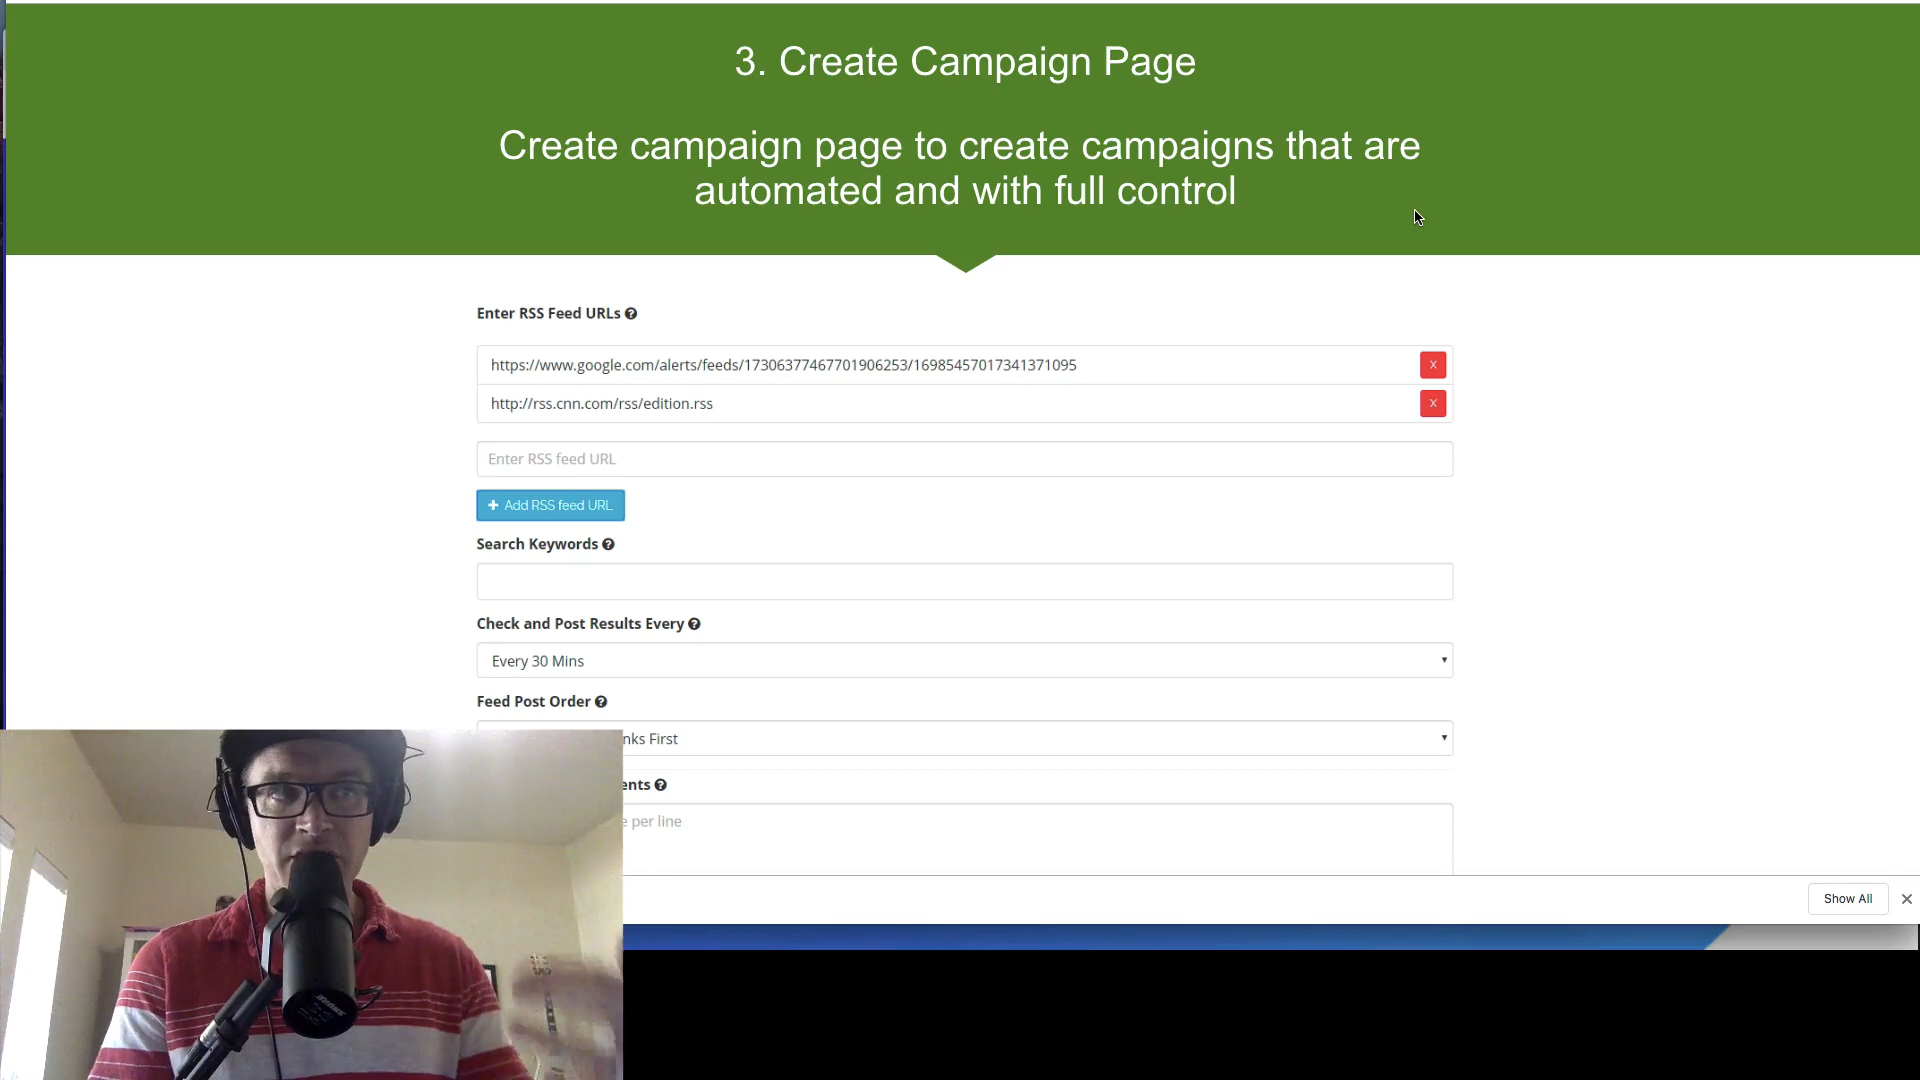 3. Create Campaign Page
Create campaign page to create campaigns that are
automated and with full control
Enter RSS Feed URLs
https://www.google.com/alerts/feeds/17306377467701906253/16985457017341371095
X
http://rss.cnn.com/rss/edition.rss
X
Enter RSS feed URL
+ Add RSS feed URL
Search Keywords
Check and Post Results Every
Every 30 Mins
Feed Post Order
nks First
ents
e per line
Show All